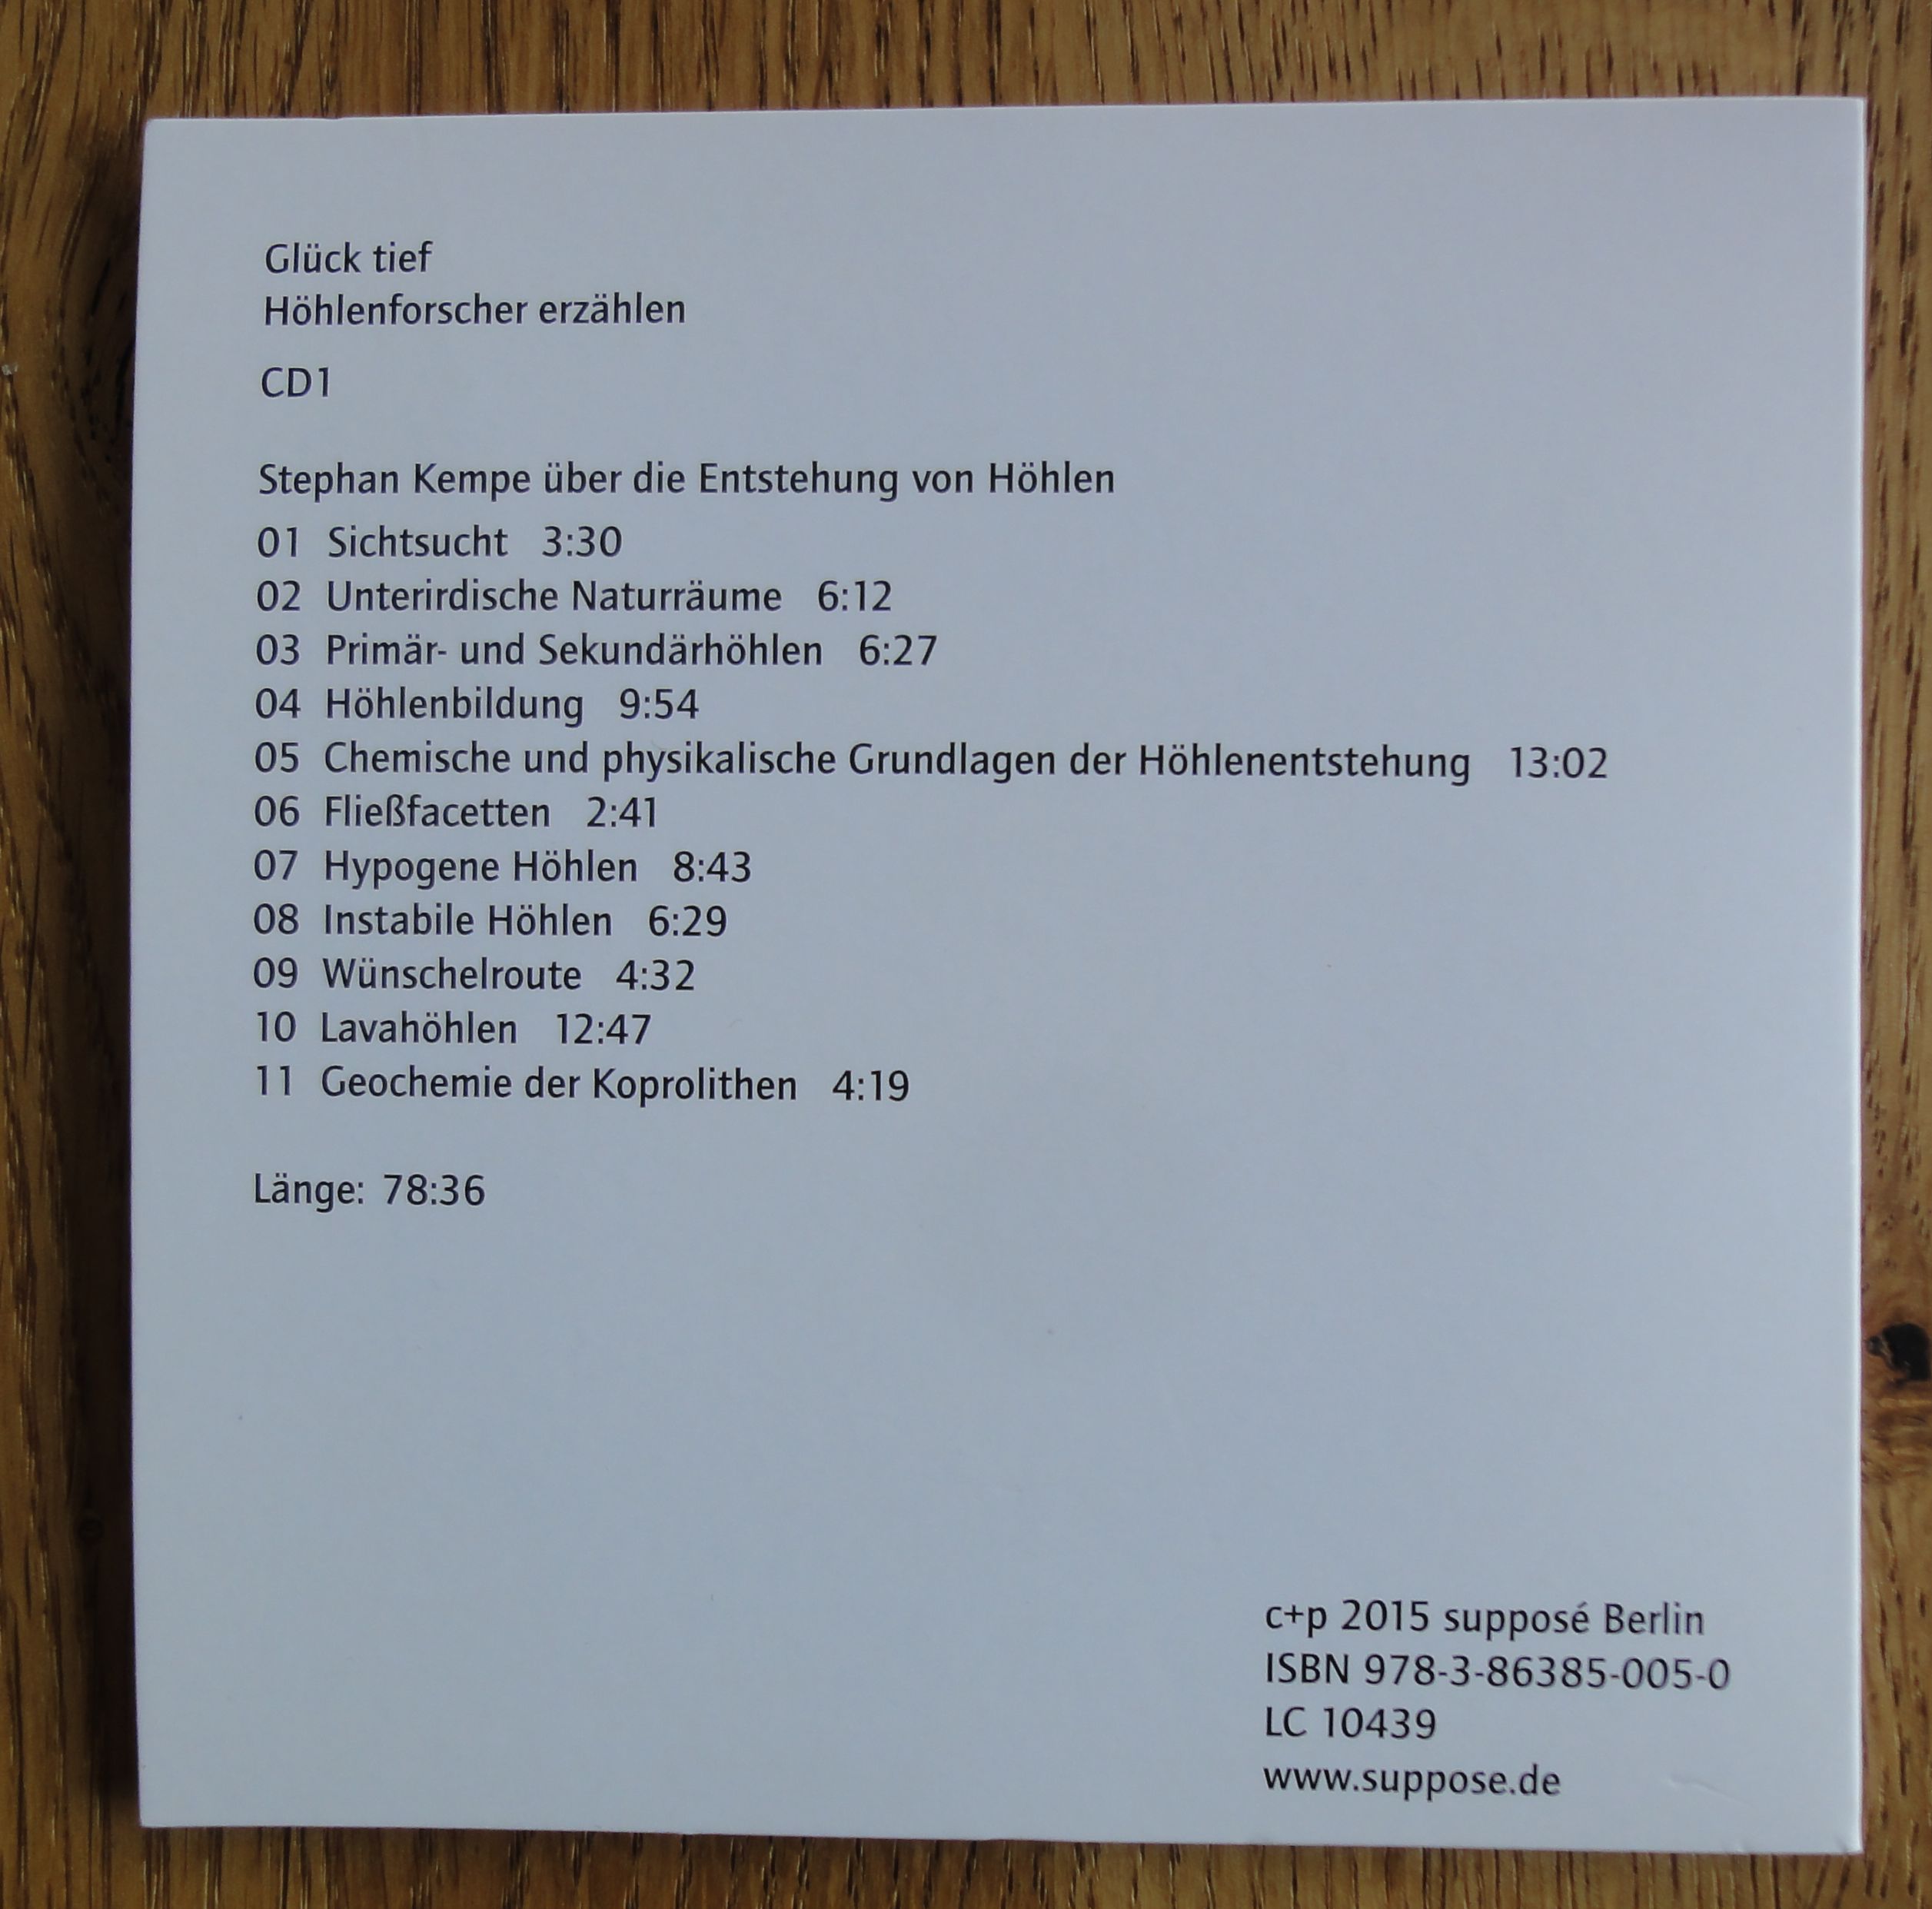 Glück tief
Höhlenforscher erzählen
CD1
Stephan Kempe über die Entstehung von Höhlen
01 Sichtsucht 3:30
02 Unterirdische Naturräume 6:12
03 Primär- und Sekundärhöhlen 6:27
04 Höhlenbildung 9:54
05 Chemische und physikalische Grundlagen der Höhlenentstehung 13:02
06 Fließfacetten 2:41
07 Hypogene Höhlen 8:43
08 Instabile Höhlen 6:29
09 Wünschelroute 4:32
10 Lavahöhlen 12:47
11 Geochemie der Koprolithen 4:19
Länge: 78:36
c+p 2015 supposé Berlin
ISBN 978-3-86385-005-0
LC 10439
www.suppose.de